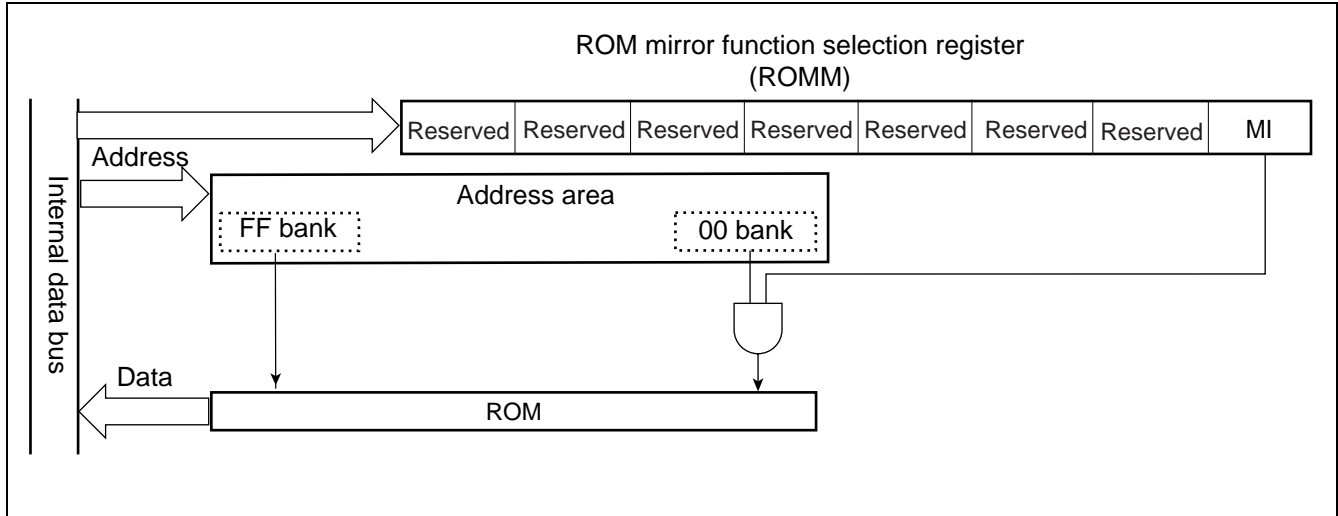 ROM mirror function selection register
(ROMM)
Reserved Reserved Reserved Reserved Reserved Reserved Reserved MI
Address
Address area
FF bank 00 bank
Internal data bus
Data
ROM